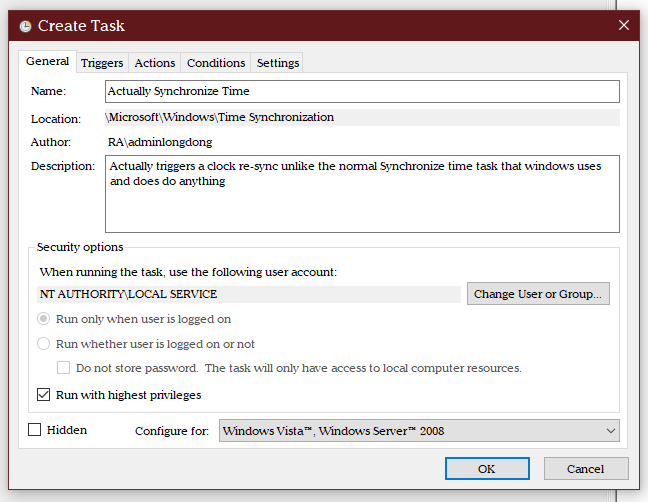 Create Task
General Triggers Actions Conditions Settings
Name: Actually Synchronize Time
Location: \Microsoft\Windows\Time Synchronization
Author: RA\adminlongdong
Description: Actually triggers a clock re-sync unlike the normal Synchronize time task that windows uses
and does do anything
Security options
When running the task, use the following user account:
NT AUTHORITY\LOCAL SERVICE Change User or Group...
Run only when user is logged on
Run whether user is logged on or not
Do not store password. The task will only have access to local computer resources.
Run with highest privileges
Hidden Configure for: Windows Vista™, Windows Server™ 2008
OK Cancel